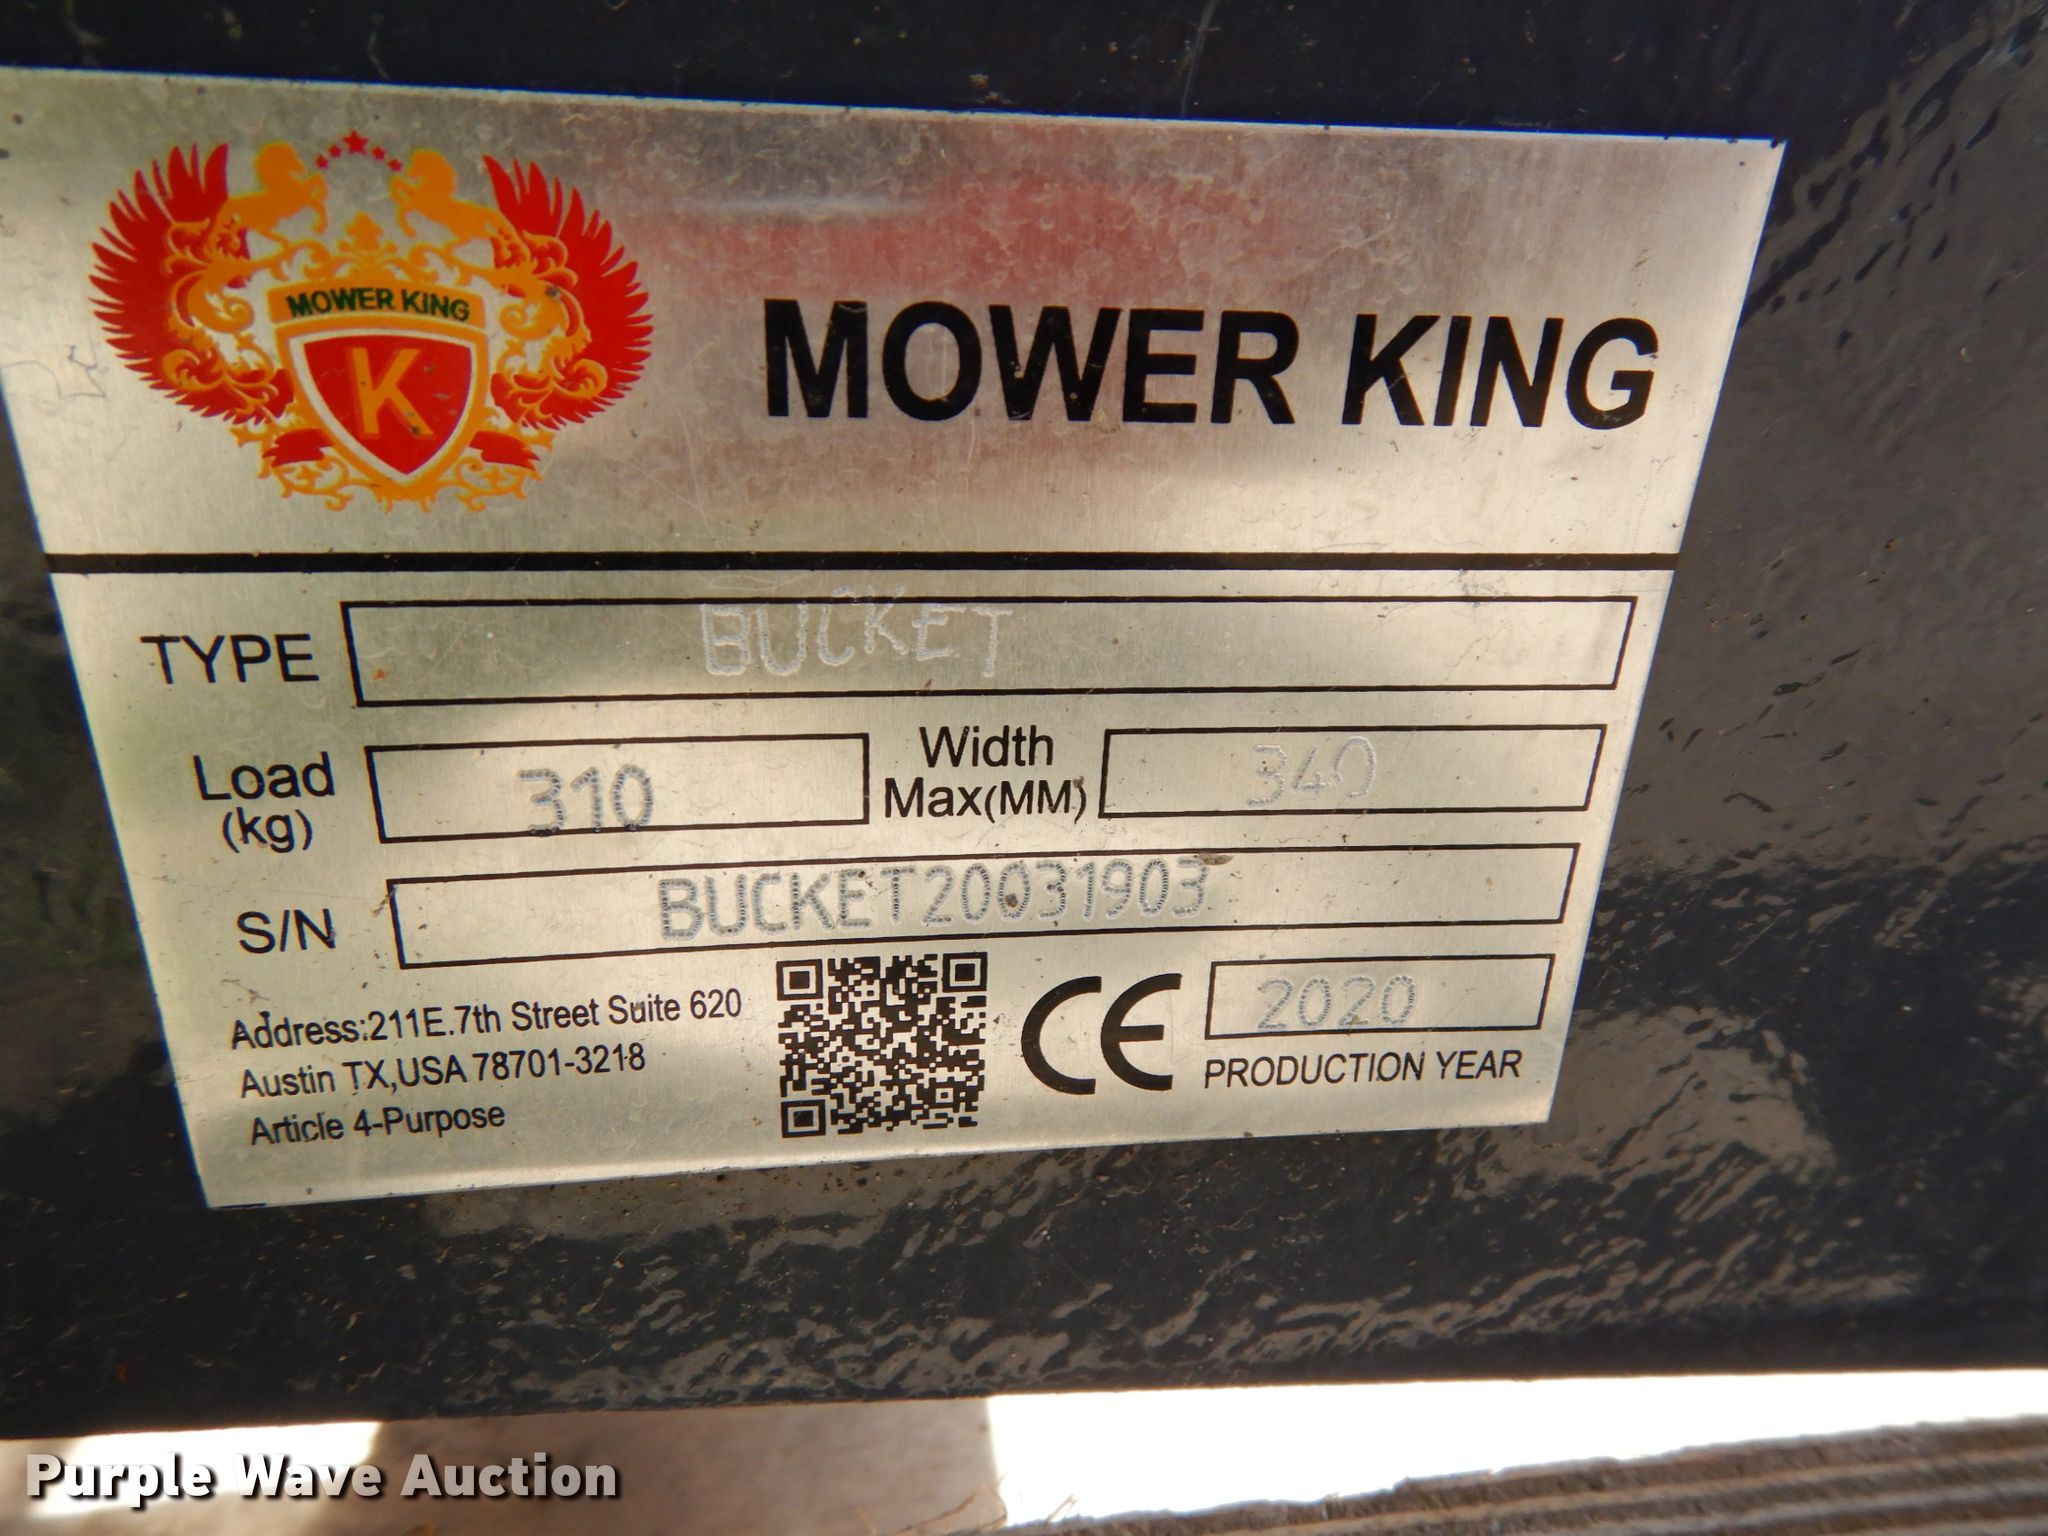 MOWER KING
K
MOWER KING
TYPE BUCKET
Load (kg) 310
Width Max(MM) 340
S/N BUCKET20031903
Address:211E.7th Street Suite 620
Austin TX,USA 78701-3218
Article 4-Purpose
CE
2020
PRODUCTION YEAR
Purple Wave Auction